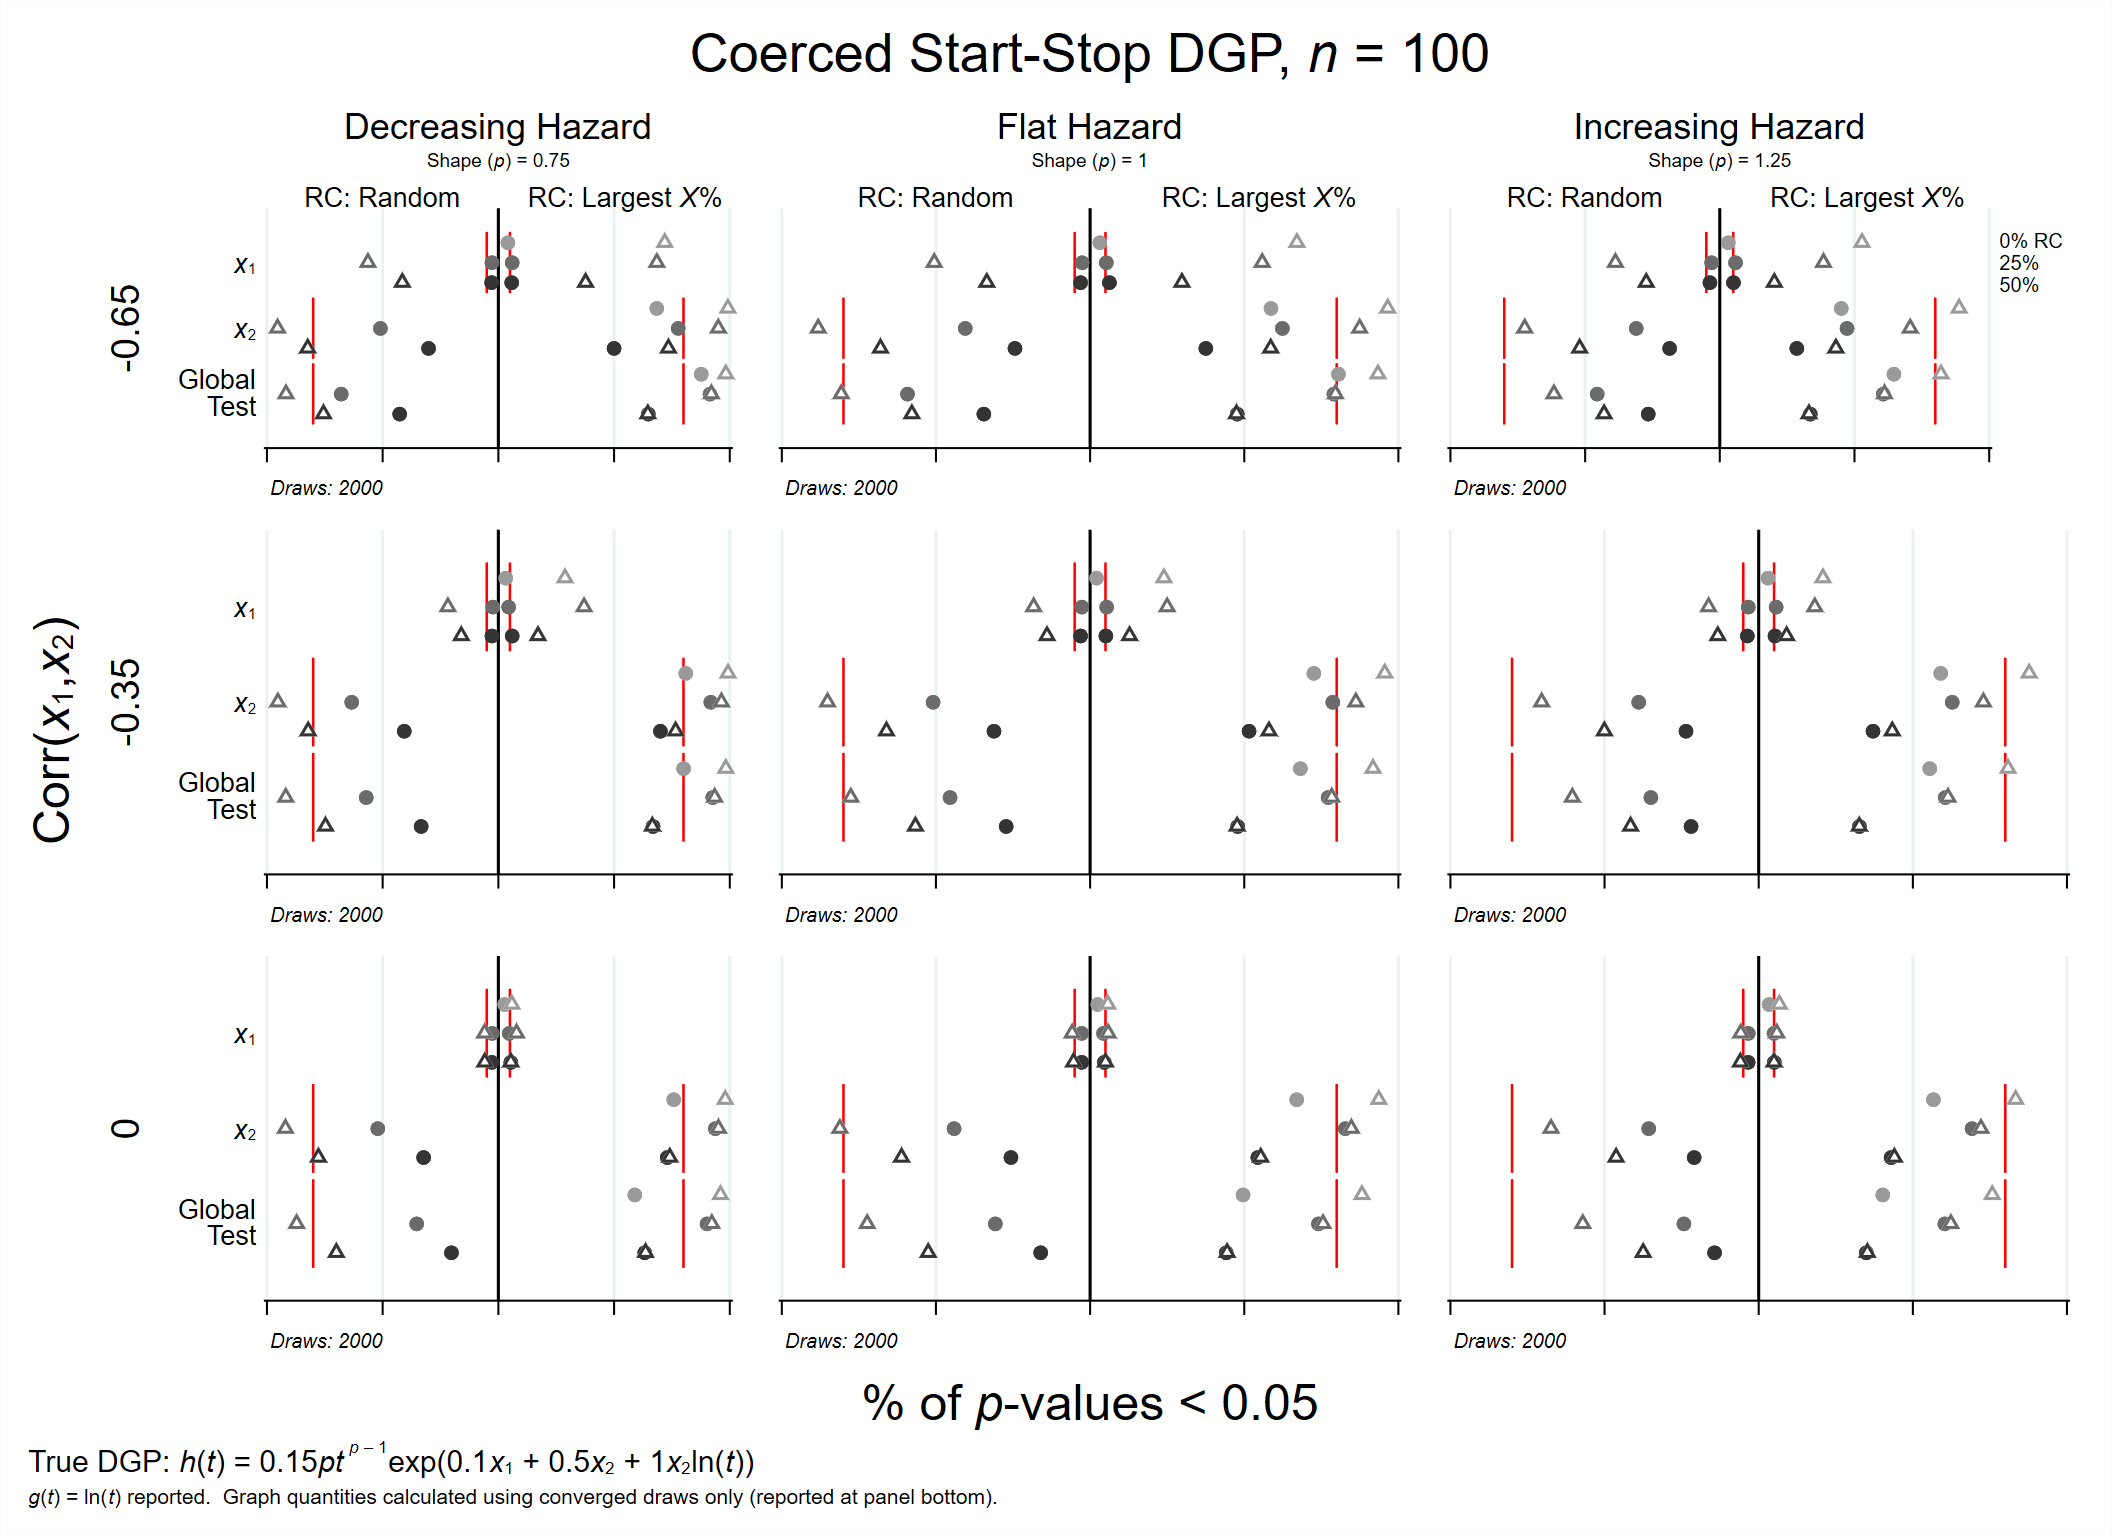 Coerced Start-Stop DGP, n = 100
Decreasing Hazard
Shape (p) = 0.75
RC: Random RC: Largest X%
Flat Hazard
Shape (p) = 1
RC: Random RC: Largest X%
Increasing Hazard
Shape (p) = 1.25
RC: Random RC: Largest X%
0% RC
25%
50%
Corr(x₁,x₂)
-0.65
x₁
x₂
Global
Test
Draws: 2000
Draws: 2000
Draws: 2000
-0.35
x₁
x₂
Global
Test
Draws: 2000
Draws: 2000
Draws: 2000
0
x₁
x₂
Global
Test
Draws: 2000
Draws: 2000
Draws: 2000
% of p-values < 0.05
True DGP: h(t) = 0.15pt^{p – 1}exp(0.1x₁ + 0.5x₂ + 1x₂ln(t))
g(t) = ln(t) reported. Graph quantities calculated using converged draws only (reported at panel bottom).